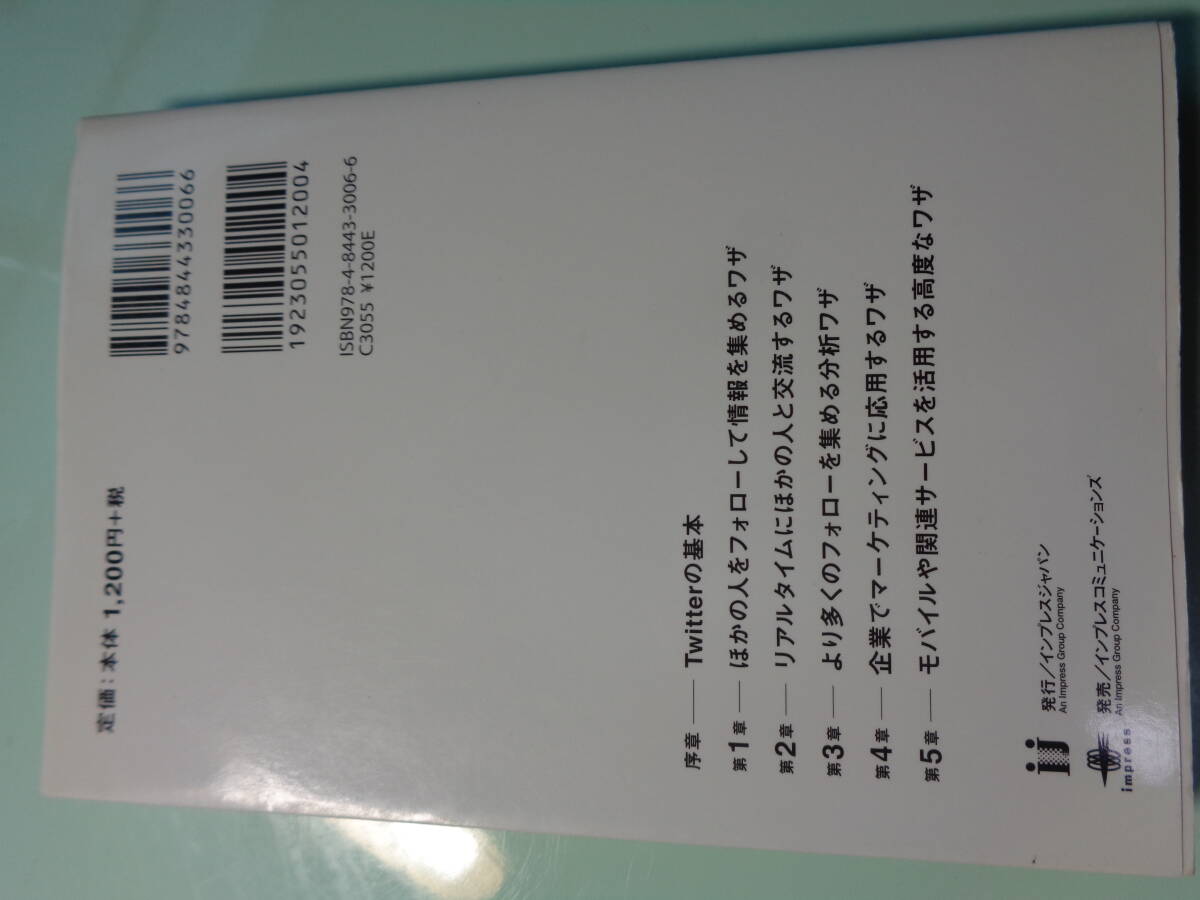 9784844330066
1923055012004
ISBN978-4-8443-3006-6
C3055 ¥1200E
定価：本体 1,200円+税
序章 —— Twitterの基本
第1章 —— ほかの人をフォローして情報を集めるワザ
第2章 —— リアルタイムにほかの人と交流するワザ
第3章 —— より多くのフォローを集める分析ワザ
第4章 —— 企業でマーケティングに応用するワザ
第5章 —— モバイルや関連サービスを活用する高度なワザ
ij
発行／インプレスジャパン
An Impress Group Company
impress
発売／インプレスコミュニケーションズ
An Impress Group Company